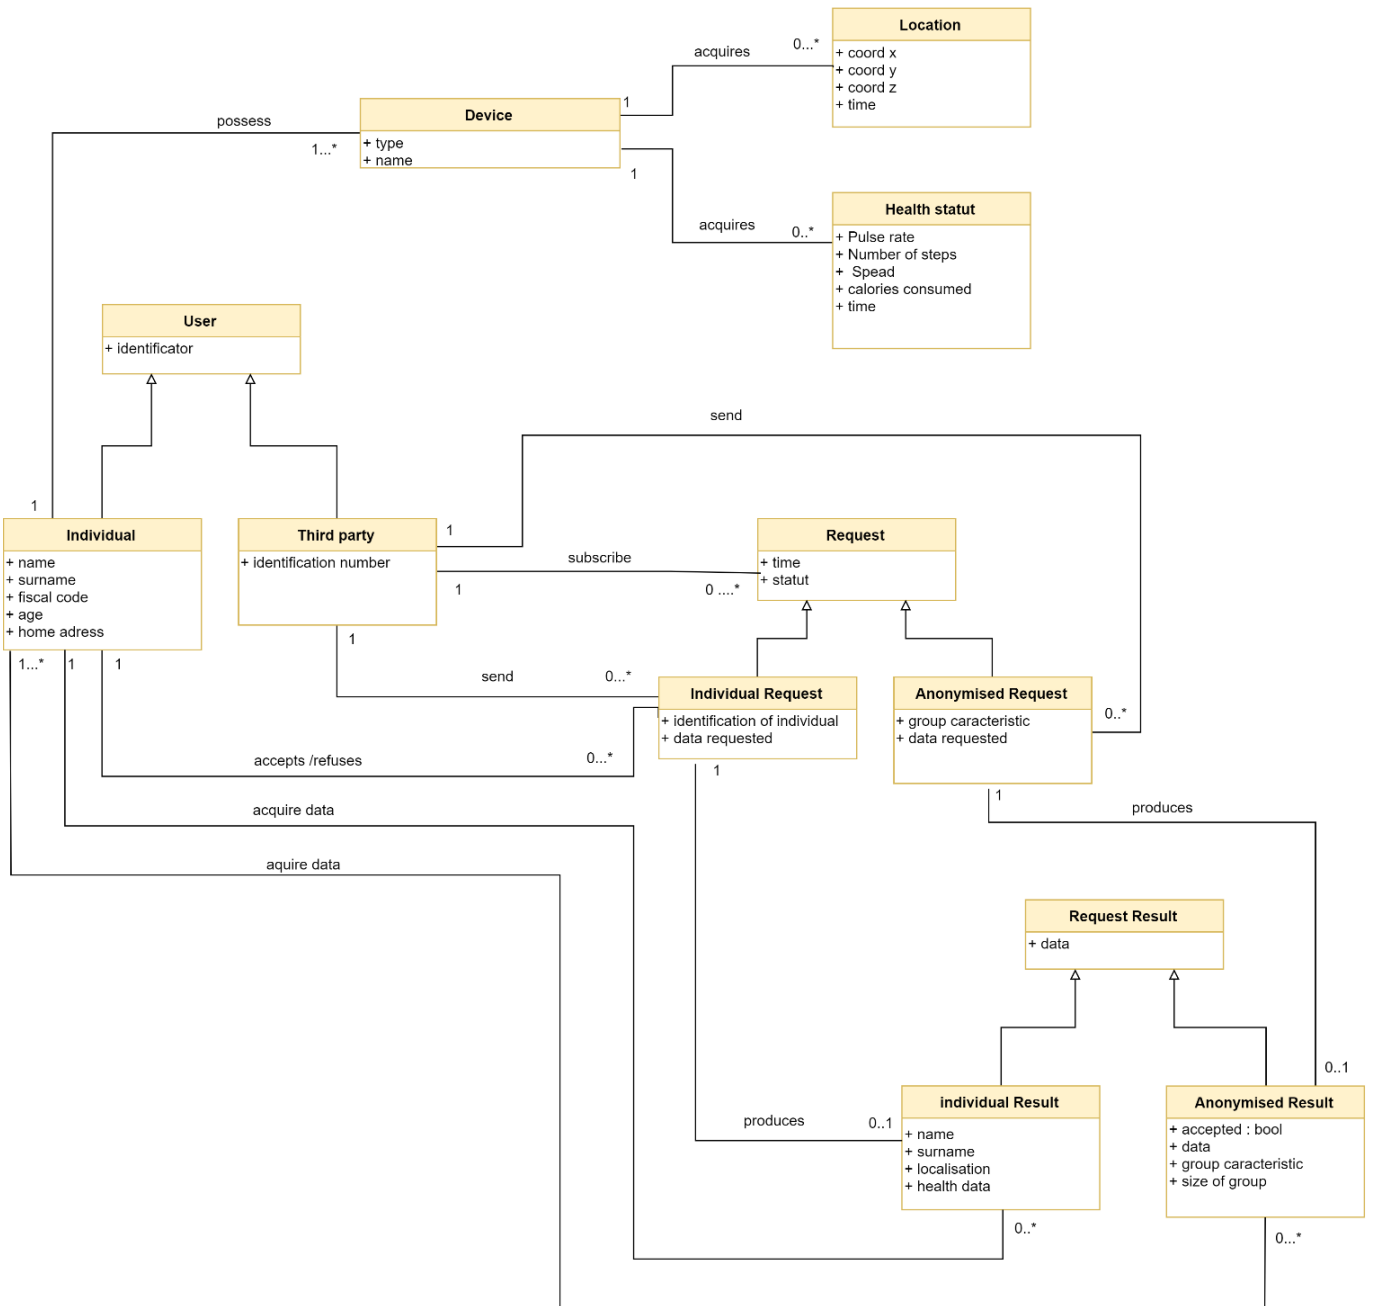 Location
+ coord x
+ coord y
+ coord z
+ time
0...*
acquires
1
Device
+ type
+ name
possess
1...*
1
acquires
0..*
Health statut
+ Pulse rate
+ Number of steps
+ Spead
+ calories consumed
+ time
User
+ identificator
send
1
Individual
+ name
+ surname
+ fiscal code
+ age
+ home adress
Third party
+ identification number
1
subscribe
1
0 ....*
Request
+ time
+ statut
1...*
1
1
1
send
0...*
Individual Request
+ identification of individual
+ data requested
Anonymised Request
+ group caracteristic
+ data requested
0..*
accepts /refuses
0...*
1
1
acquire data
produces
aquire data
Request Result
+ data
0..1
produces
0..1
individual Result
+ name
+ surname
+ localisation
+ health data
Anonymised Result
+ accepted : bool
+ data
+ group caracteristic
+ size of group
0..*
0...*